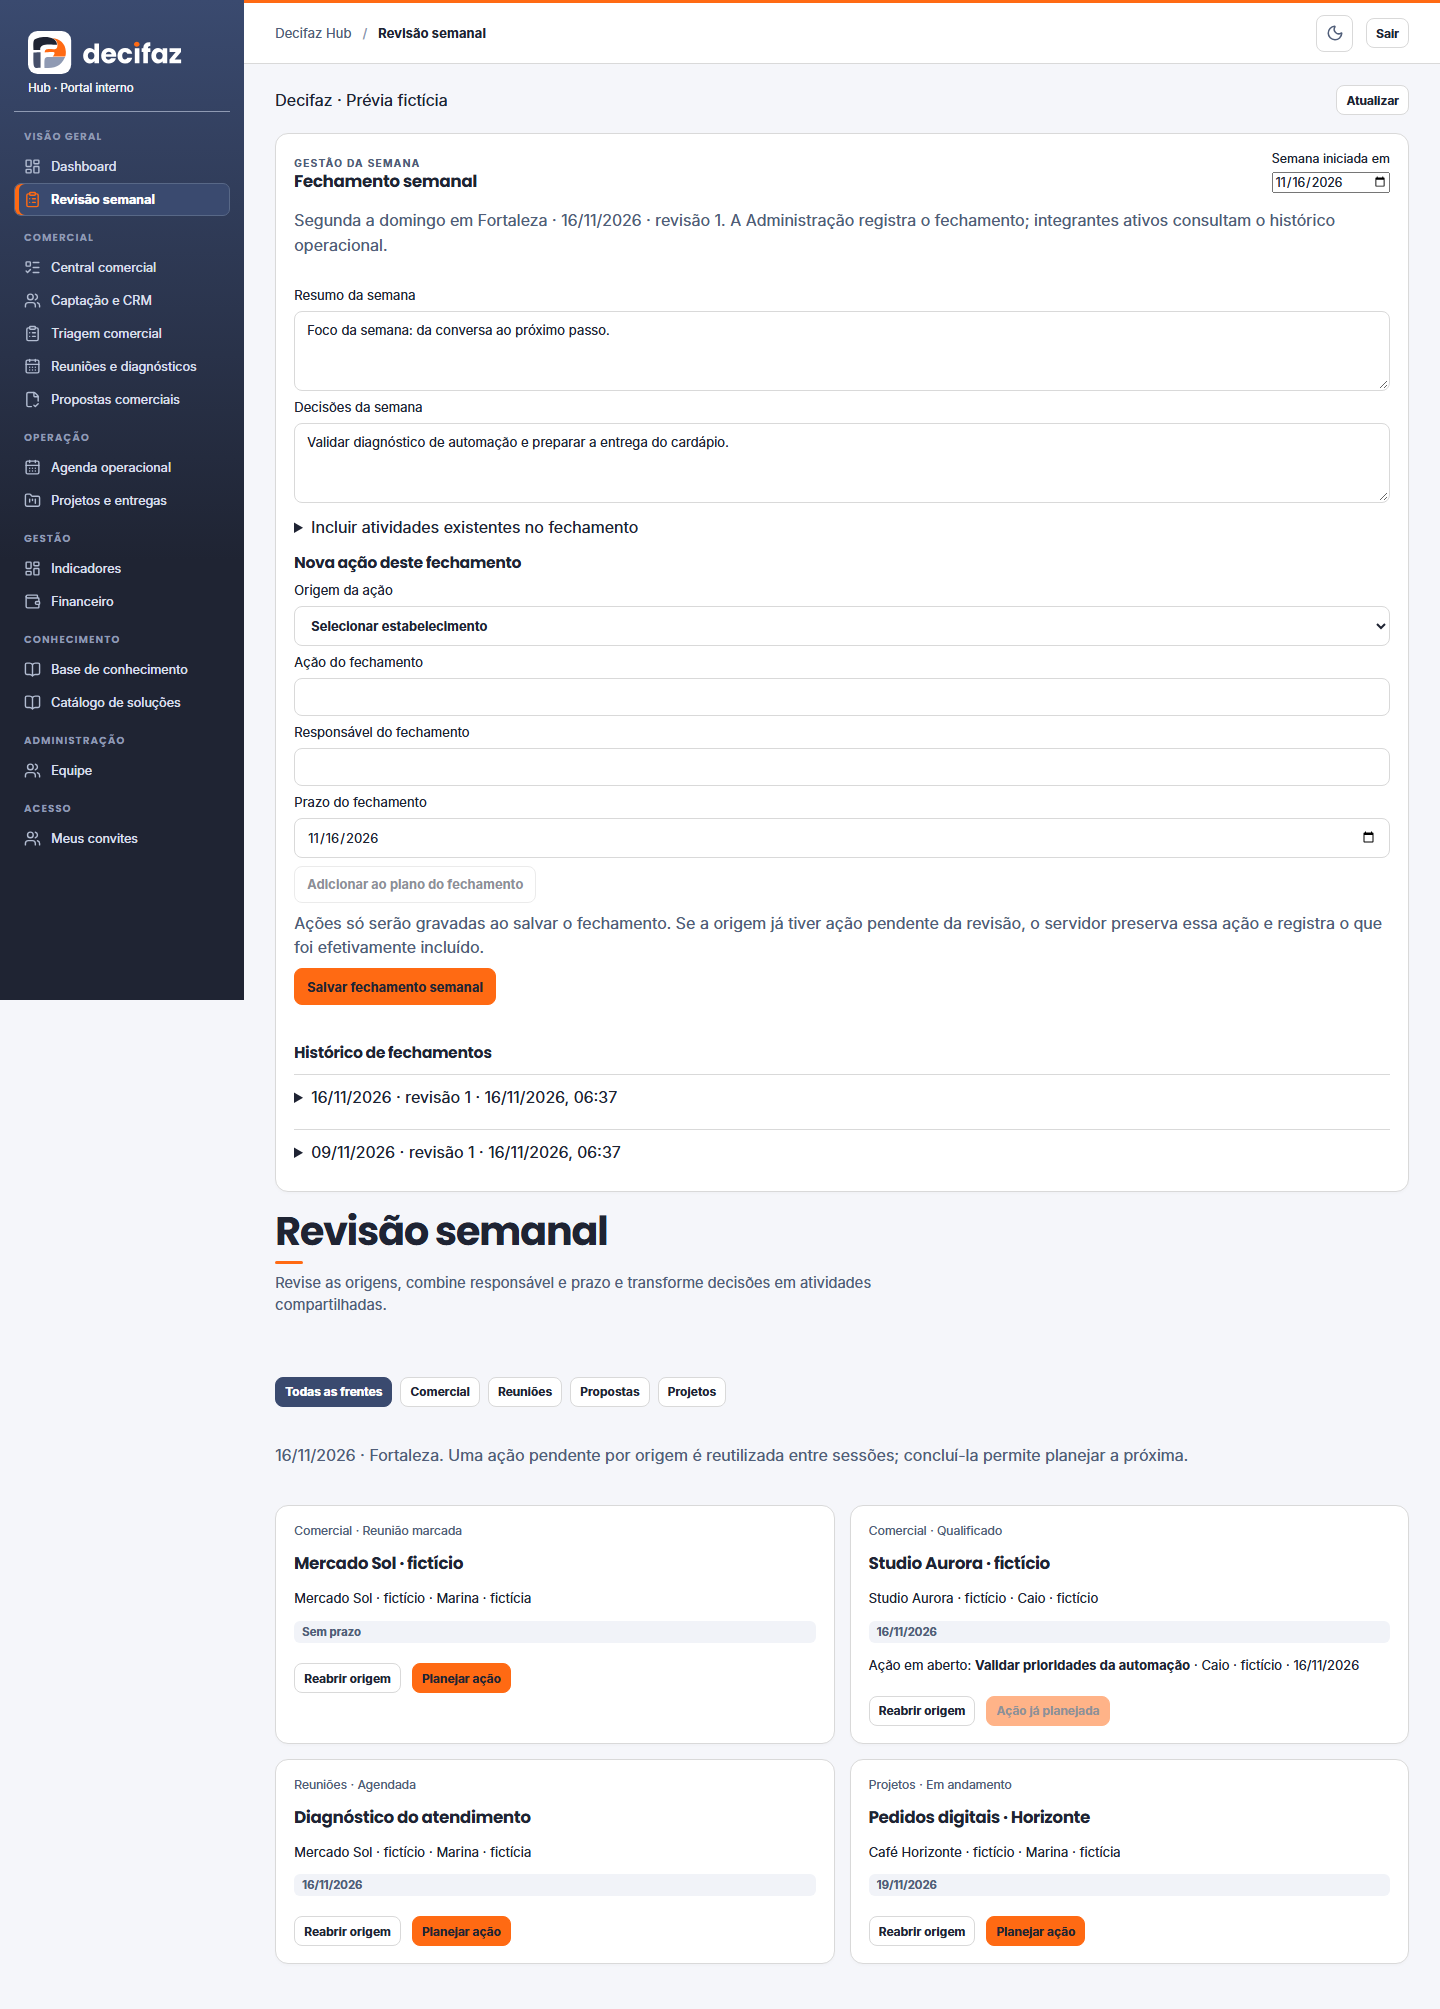 decifaz
Hub · Portal interno
VISÃO GERAL
Dashboard
Revisão semanal
COMERCIAL
Central comercial
Captação e CRM
Triagem comercial
Reuniões e diagnósticos
Propostas comerciais
OPERAÇÃO
Agenda operacional
Projetos e entregas
GESTÃO
Indicadores
Financeiro
CONHECIMENTO
Base de conhecimento
Catálogo de soluções
ADMINISTRAÇÃO
Equipe
ACESSO
Meus convites
Decifaz Hub / Revisão semanal
Sair
Decifaz · Prévia fictícia
Atualizar
GESTÃO DA SEMANA
Fechamento semanal
Semana iniciada em
11/16/2026
Segunda a domingo em Fortaleza · 16/11/2026 · revisão 1. A Administração registra o fechamento; integrantes ativos consultam o histórico
operacional.
Resumo da semana
Foco da semana: da conversa ao próximo passo.
Decisões da semana
Validar diagnóstico de automação e preparar a entrega do cardápio.
Incluir atividades existentes no fechamento
Nova ação deste fechamento
Origem da ação
Selecionar estabelecimento
Ação do fechamento
Responsável do fechamento
Prazo do fechamento
11/16/2026
Adicionar ao plano do fechamento
Ações só serão gravadas ao salvar o fechamento. Se a origem já tiver ação pendente da revisão, o servidor preserva essa ação e registra o que
foi efetivamente incluído.
Salvar fechamento semanal
Histórico de fechamentos
16/11/2026 · revisão 1 · 16/11/2026, 06:37
09/11/2026 · revisão 1 · 16/11/2026, 06:37
Revisão semanal
Revise as origens, combine responsável e prazo e transforme decisões em atividades
compartilhadas.
Todas as frentes
Comercial
Reuniões
Propostas
Projetos
16/11/2026 · Fortaleza. Uma ação pendente por origem é reutilizada entre sessões; concluí-la permite planejar a próxima.
Comercial · Reunião marcada
Mercado Sol · fictício
Mercado Sol · fictício · Marina · fictícia
Sem prazo
Reabrir origem
Planejar ação
Comercial · Qualificado
Studio Aurora · fictício
Studio Aurora · fictício · Caio · fictício
16/11/2026
Ação em aberto: Validar prioridades da automação · Caio · fictício · 16/11/2026
Reabrir origem
Ação já planejada
Reuniões · Agendada
Diagnóstico do atendimento
Mercado Sol · fictício · Marina · fictícia
16/11/2026
Reabrir origem
Planejar ação
Projetos · Em andamento
Pedidos digitais · Horizonte
Café Horizonte · fictício · Marina · fictícia
19/11/2026
Reabrir origem
Planejar ação